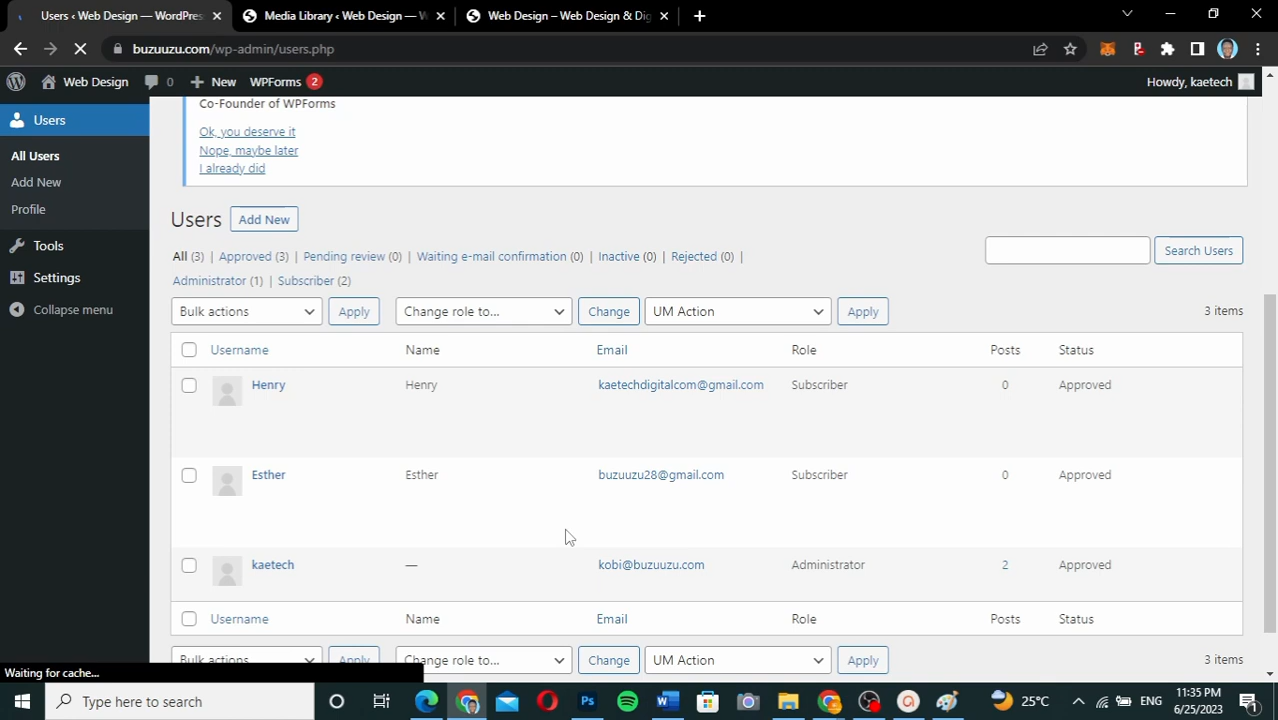 Users ‹ Web Design — WordPres
Media Library ‹ Web Design — W
Web Design – Web Design & Dig
buzuuzu.com/wp-admin/users.php
Web Design 0 New WPForms 2 Howdy, kaetech
Users
All Users
Add New
Profile
Tools
Settings
Collapse menu
Co-Founder of WPForms
Ok, you deserve it
Nope, maybe later
I already did
Users Add New
All (3) | Approved (3) | Pending review (0) | Waiting e-mail confirmation (0) | Inactive (0) | Rejected (0) |
Administrator (1) | Subscriber (2)
Search Users
Bulk actions Apply Change role to... Change UM Action Apply 3 items
Username Name Email Role Posts Status
Henry Henry kaetechdigitalcom@gmail.com Subscriber 0 Approved
Esther Esther buzuuzu28@gmail.com Subscriber 0 Approved
kaetech — kobi@buzuuzu.com Administrator 2 Approved
Username Name Email Role Posts Status
Bulk actions Apply Change role to... Change UM Action Apply 3 items
Waiting for cache...
Type here to search
25°C ENG
11:35 PM
6/25/2023
1